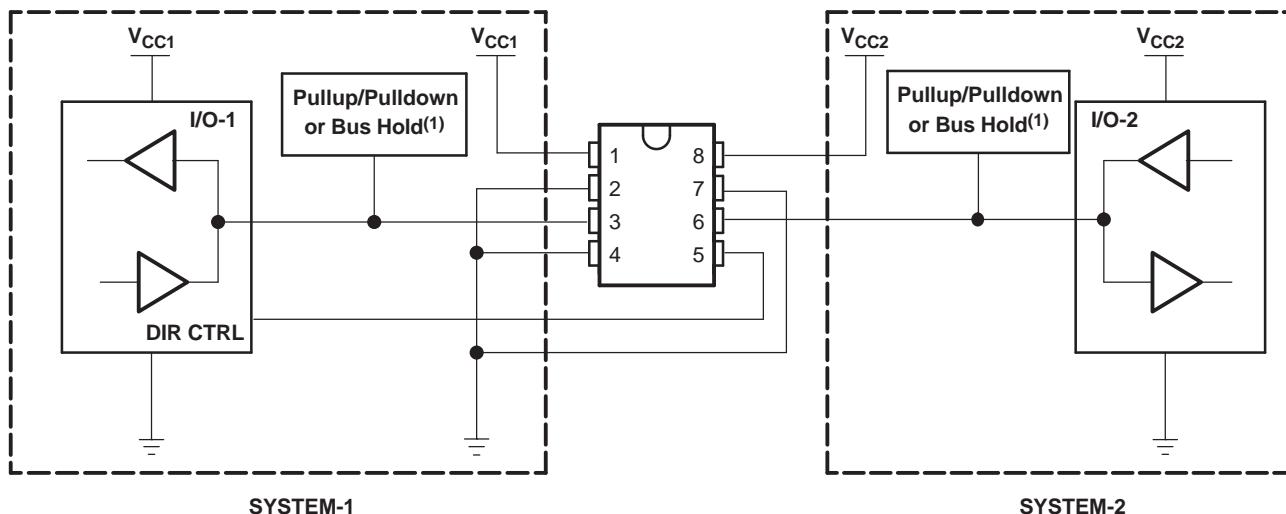 VCC1
VCC1
VCC2
VCC2
Pullup/Pulldown
or Bus Hold(1)
Pullup/Pulldown
or Bus Hold(1)
I/O-1
I/O-2
1
8
2
7
3
6
4
5
DIR CTRL
SYSTEM-1
SYSTEM-2